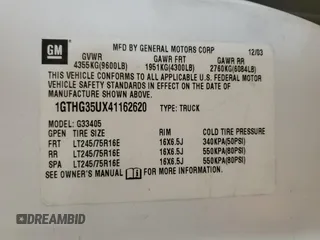 GM
MFD BY GENERAL MOTORS CORP 12/03
GVWR GAWR FRT GAWR RR
4355KG(9600LB) 1951KG(4300LB) 2760KG(6084LB)
THIS VEHICLE CONFORMS TO ALL APPLICABLE U.S. FEDERAL MOTOR
VEHICLE SAFETY STANDARDS IN EFFECT ON THE DATE OF
MANUFACTURE SHOWN ABOVE.
1GTHG35UX41162620 TYPE: TRUCK
MODEL: G33405
GPEN TIRE SIZE RIM COLD TIRE PRESSURE
FRT LT245/75R16E 16X6.5J 340KPA(50PSI)
RR LT245/75R16E 16X6.5J 550KPA(80PSI)
SPA LT245/75R16E 16X6.5J 550KPA(80PSI)
SEE OWNER'S MANUAL FOR ADDITIONAL INFORMATION
DREAMBID